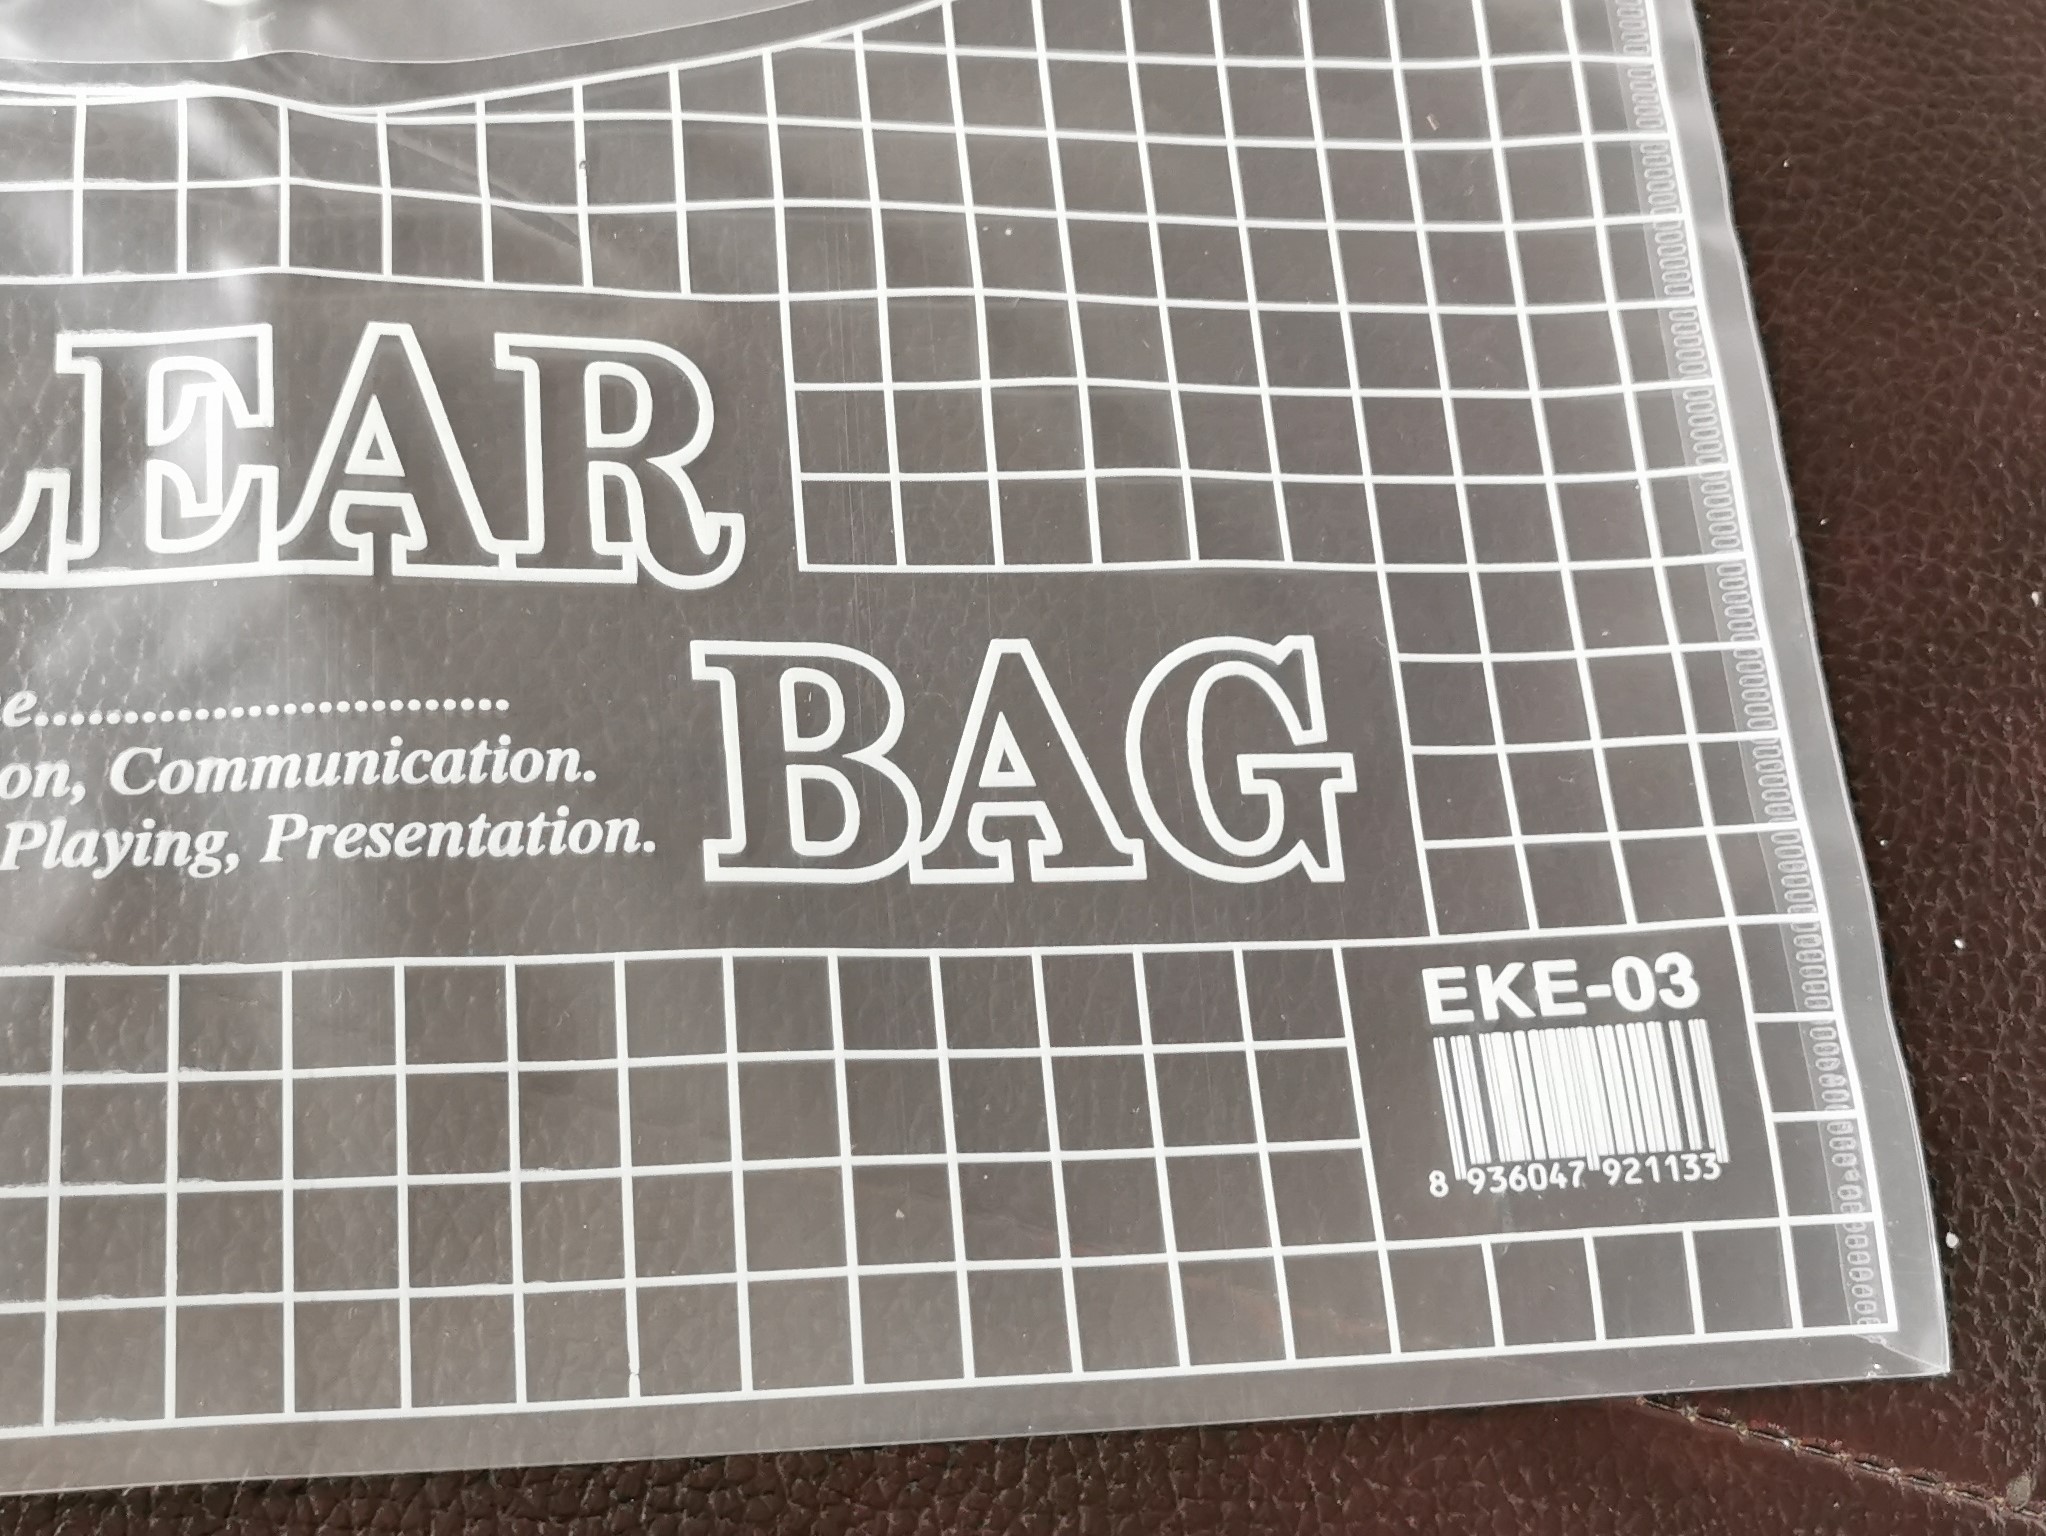 LEAR
e............................
on, Communication.
Playing, Presentation.
BAG
EKE-03
8 936047 921133